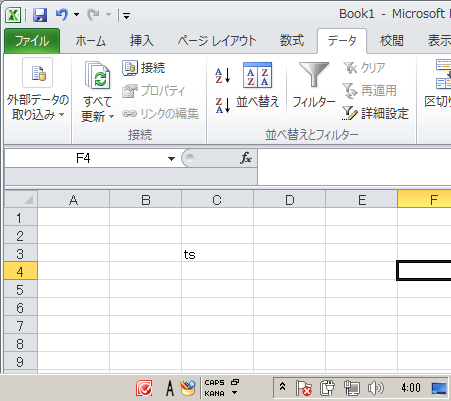 Book1 - Microsoft
ファイル ホーム 挿入 ページ レイアウト 数式 データ 校閲 表示
外部データの
取り込み
すべて
更新
接続
プロパティ
リンクの編集
接続
並べ替え
フィルター
クリア
再適用
詳細設定
並べ替えとフィルター
区切り
F4 fx
A B C D E F
1
2
3 ts
4
5
6
7
8
9
A CAPS
KANA
4:00